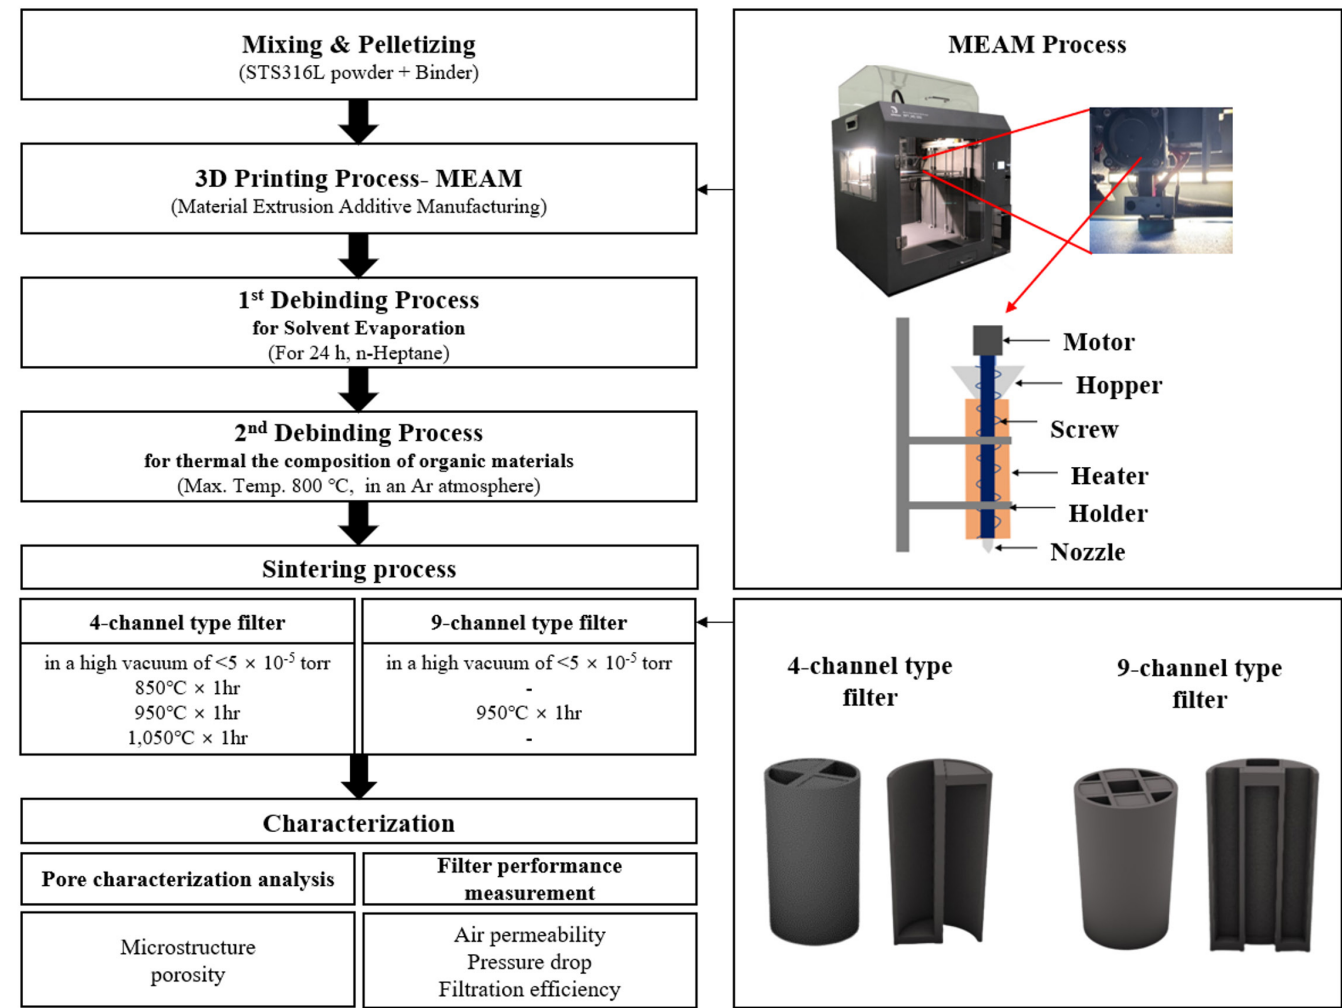 Mixing & Pelletizing
(STS316L powder + Binder)
3D Printing Process- MEAM
(Material Extrusion Additive Manufacturing)
1st Debinding Process
for Solvent Evaporation
(For 24 h, n-Heptane)
2nd Debinding Process
for thermal the composition of organic materials
(Max. Temp. 800 ℃, in an Ar atmosphere)
Sintering process
4-channel type filter
in a high vacuum of <5 × 10-5 torr
850℃ × 1hr
950℃ × 1hr
1,050℃ × 1hr
9-channel type filter
in a high vacuum of <5 × 10-5 torr
-
950℃ × 1hr
-
Characterization
Pore characterization analysis
Microstructure
porosity
Filter performance
measurement
Air permeability
Pressure drop
Filtration efficiency
MEAM Process
Motor
Hopper
Screw
Heater
Holder
Nozzle
4-channel type
filter
9-channel type
filter